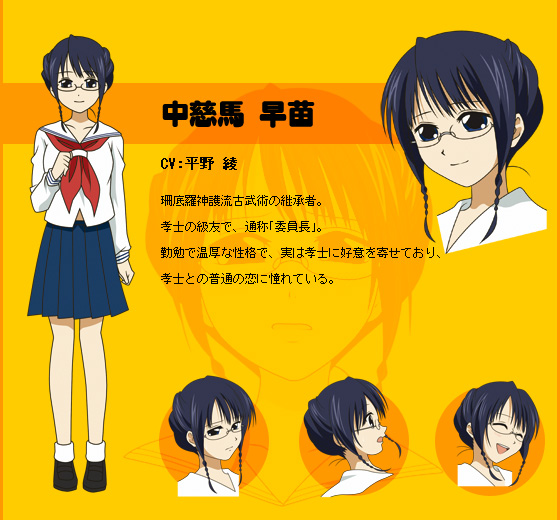 中慈馬 早苗
CV:平野 綾
珊底羅神護流古武術の継承者。
孝士の級友で、通称｢委員長｣。
勤勉で温厚な性格で、実は孝士に好意を寄せており、
孝士との普通の恋に憧れている。